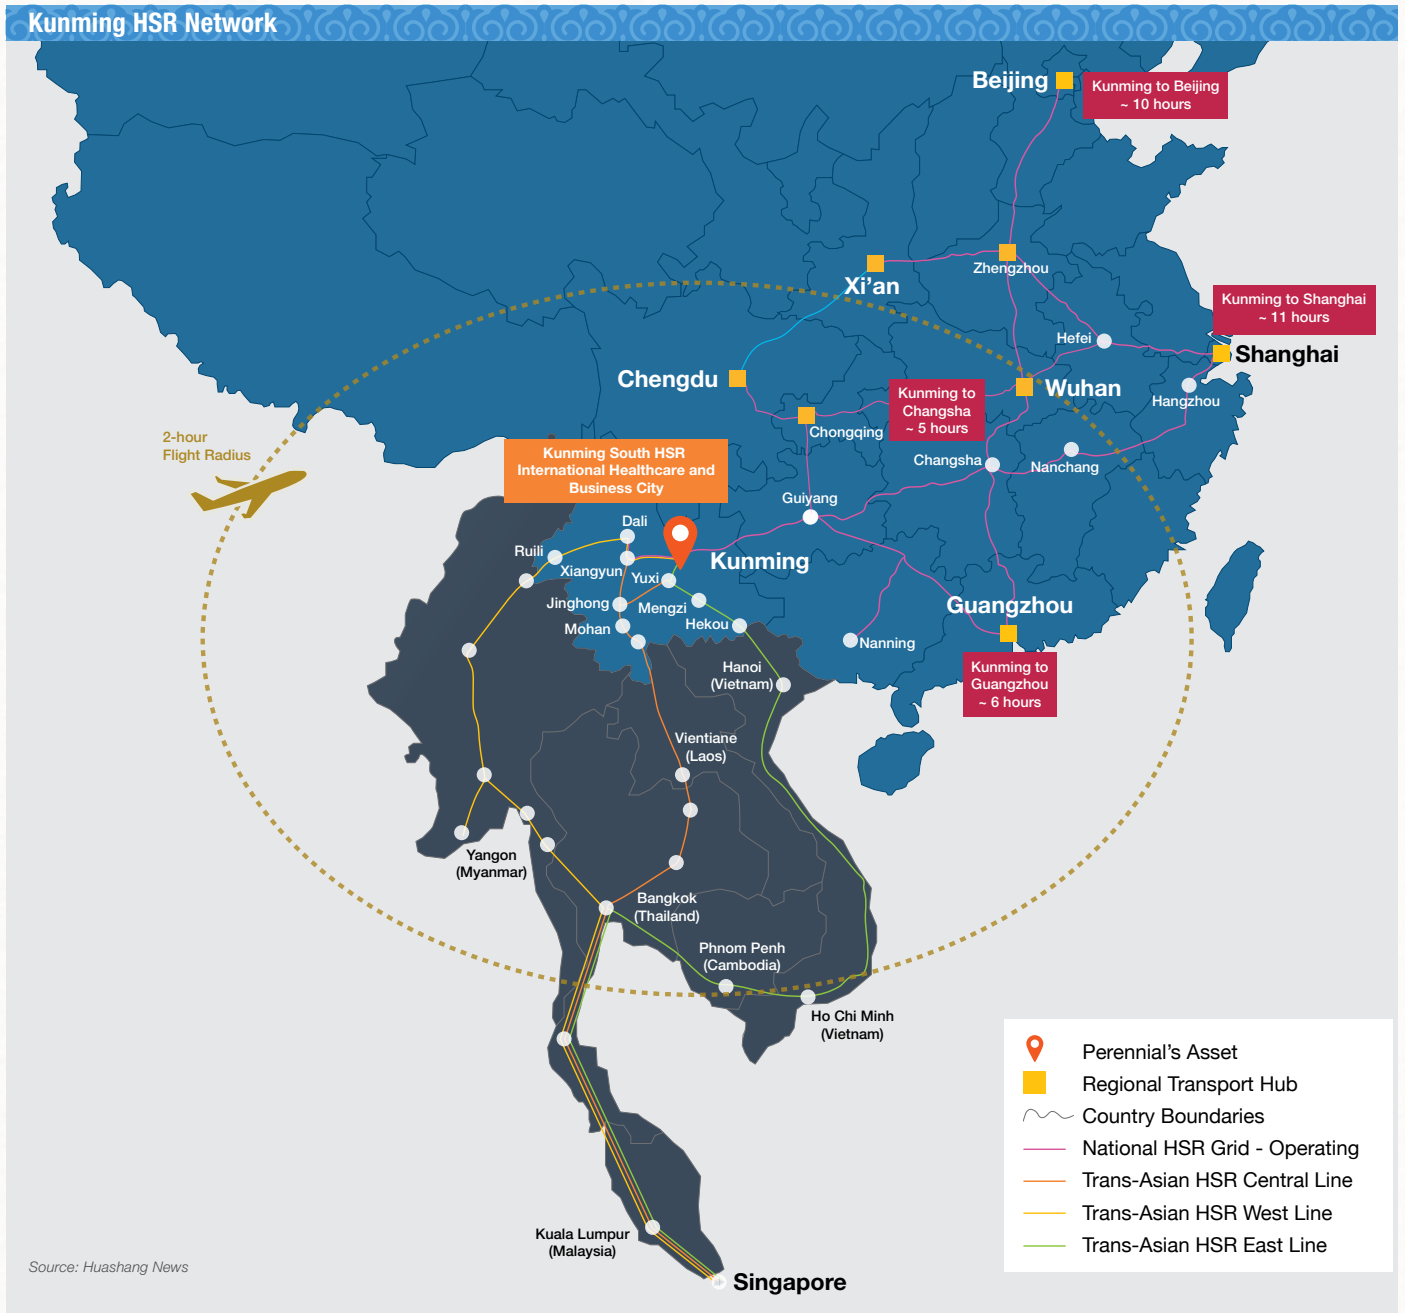 Kunming HSR Network
Beijing
Kunming to Beijing
~ 10 hours
Xi'an
Zhengzhou
Kunming to Shanghai
~ 11 hours
Hefei
Shanghai
Chengdu
Wuhan
Kunming to
Changsha
~ 5 hours
Hangzhou
Chongqing
2-hour
Flight Radius
Kunming South HSR
International Healthcare and
Business City
Changsha
Nanchang
Guiyang
Dali
Ruili
Xiangyun
Kunming
Yuxi
Jinghong
Mengzi
Guangzhou
Mohan
Hekou
Nanning
Kunming to
Guangzhou
~ 6 hours
Hanoi
(Vietnam)
Vientiane
(Laos)
Yangon
(Myanmar)
Bangkok
(Thailand)
Phnom Penh
(Cambodia)
Ho Chi Minh
(Vietnam)
Perennial's Asset
Regional Transport Hub
Country Boundaries
National HSR Grid - Operating
Trans-Asian HSR Central Line
Trans-Asian HSR West Line
Trans-Asian HSR East Line
Kuala Lumpur
(Malaysia)
Singapore
Source: Huashang News